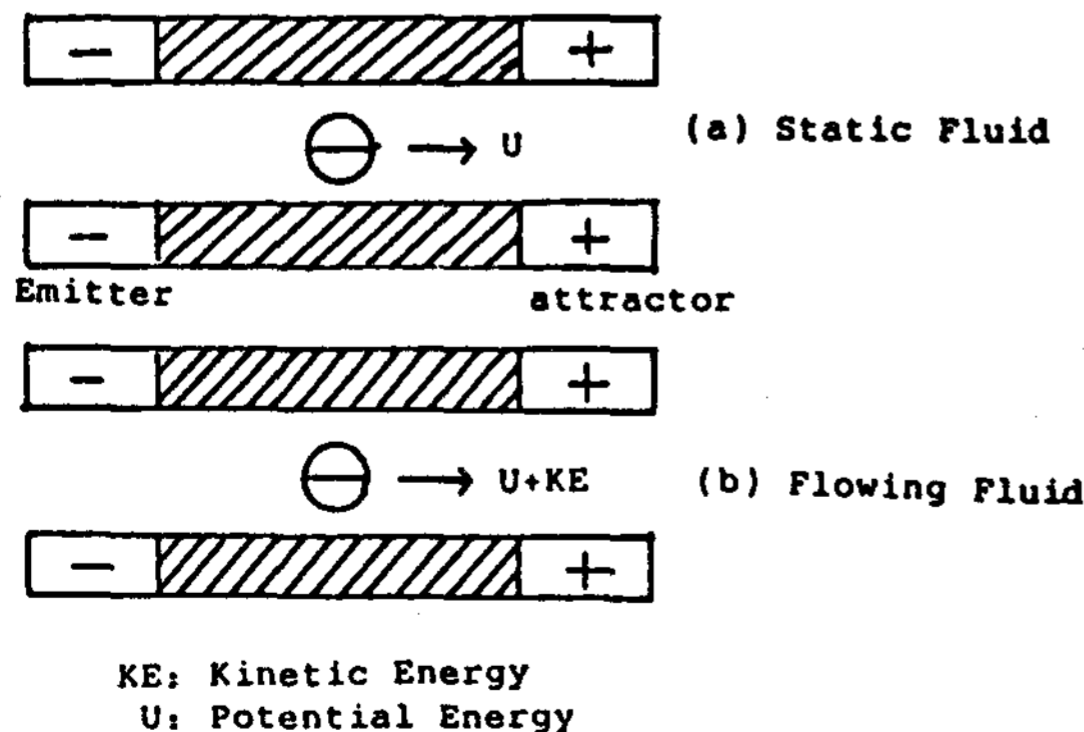 − +
U (a) Static Fluid
− +
Emitter attractor
− +
U+KE (b) Flowing Fluid
− +
KE: Kinetic Energy
U: Potential Energy